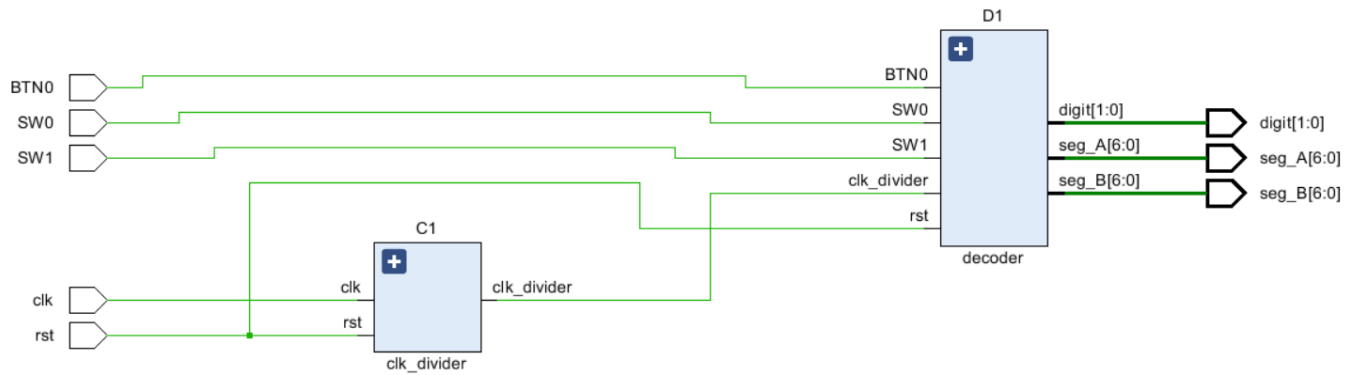 D1
BTN0
BTN0
SW0
digit[1:0]
SW0
digit[1:0]
SW1
seg_A[6:0]
SW1
seg_A[6:0]
clk_divider
seg_B[6:0]
seg_B[6:0]
rst
C1
decoder
clk
clk
clk_divider
rst
rst
clk_divider